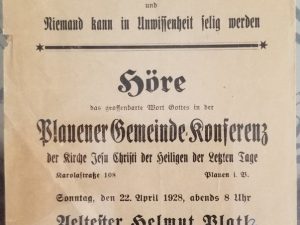 und
Niemand kann in Unwissenheit selig werden
Höre
das geoffenbarte Wort Gottes in der
Plauener Gemeinde-Konferenz
der Kirche Jesu Christi der Heiligen der Letzten Tage
Karolastraße 108 Plauen i. V.
Sonntag, den 22. April 1928, abends 8 Uhr
Aeltester Helmut Plath